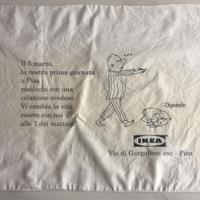 Il 5 marzo,
la nostra prima giornata
a Pisa
comincia con una
colazione svedese
Vi cambia la vita
essere con noi
alle 7 del mattino?
-Dipende
IKEA
Via di Gargalone snc - Pisa